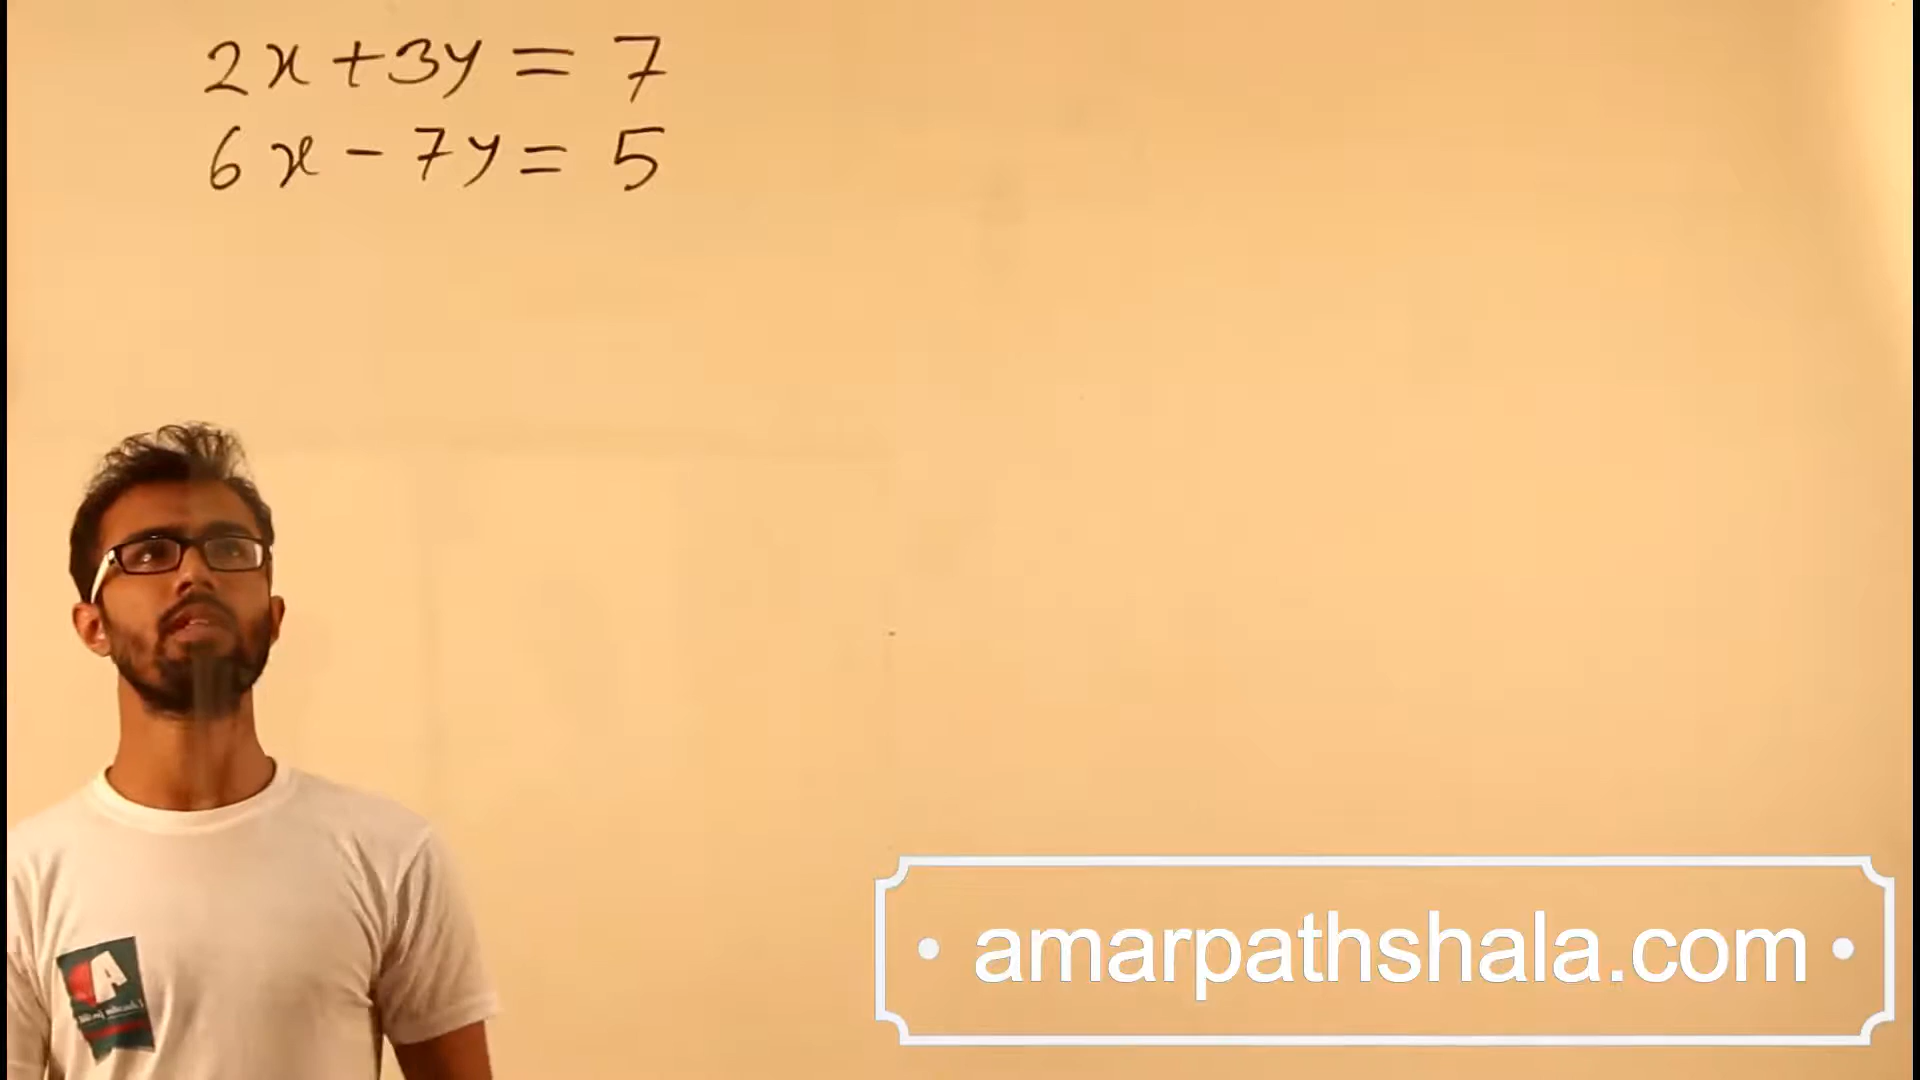 2x+3y = 7
6x - 7y = 5
A
• amarpathshala.com •